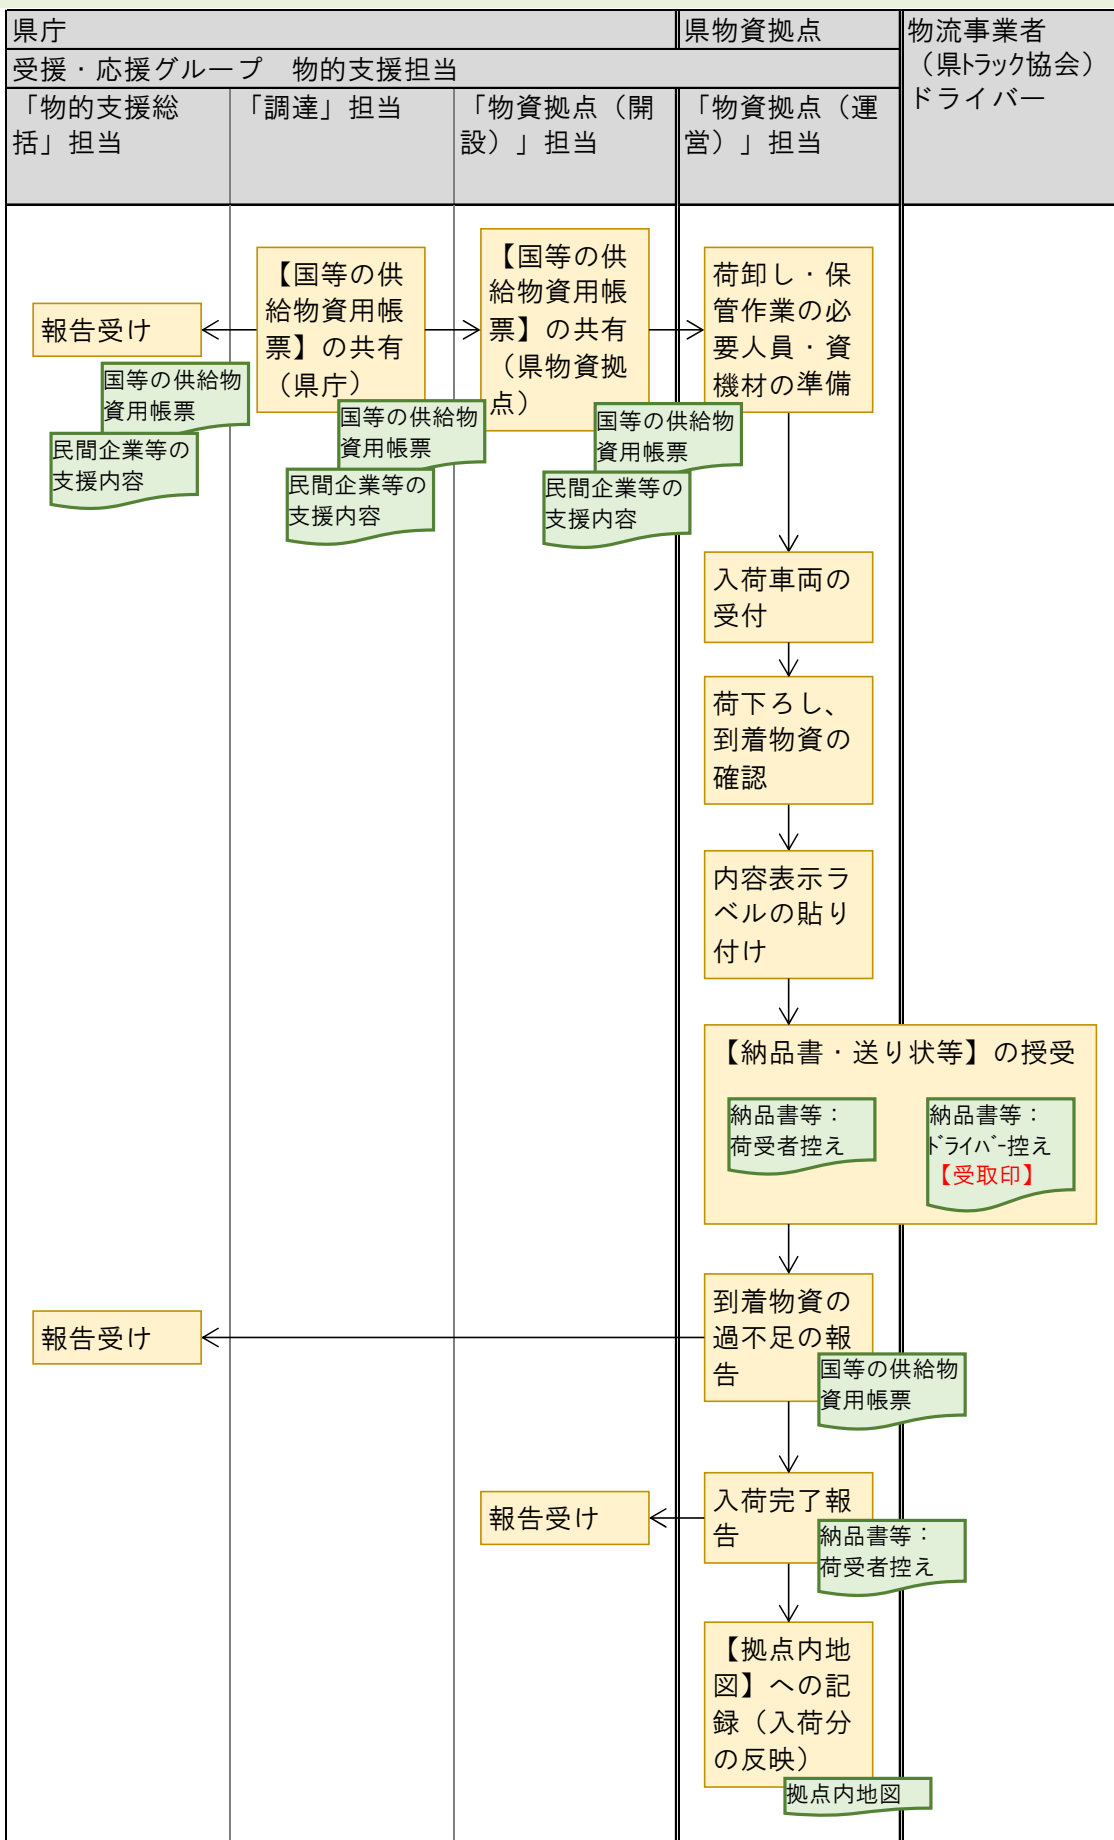 県庁
県物資拠点
物流事業者
（県トラック協会）
ドライバー
受援・応援グループ　物的支援担当
「物的支援総
括」担当
「調達」担当
「物資拠点（開
設）」担当
「物資拠点（運
営）」担当
報告受け
国等の供給物
資用帳票
民間企業等の
支援内容
【国等の供
給物資用帳
票】の共有
（県庁）
国等の供給物
資用帳票
民間企業等の
支援内容
【国等の供
給物資用帳
票】の共有
（県物資拠
点）
国等の供給物
資用帳票
民間企業等の
支援内容
荷卸し・保
管作業の必
要人員・資
機材の準備
入荷車両の
受付
荷下ろし、
到着物資の
確認
内容表示ラ
ベルの貼り
付け
【納品書・送り状等】の授受
納品書等：
荷受者控え
納品書等：
ﾄﾞﾗｲﾊﾞｰ控え
【受取印】
到着物資の
過不足の報
告
国等の供給物
資用帳票
報告受け
入荷完了報
告
納品書等：
荷受者控え
報告受け
【拠点内地
図】への記
録（入荷分
の反映）
拠点内地図